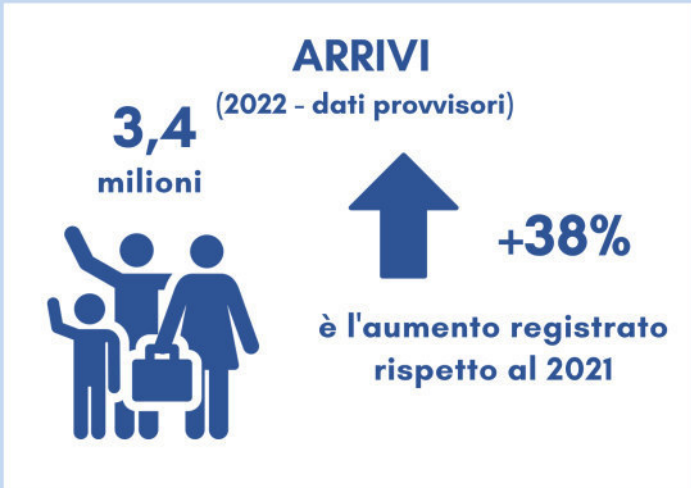 ARRIVI
(2022 - dati provvisori)
3,4
milioni
+38%
è l'aumento registrato
rispetto al 2021